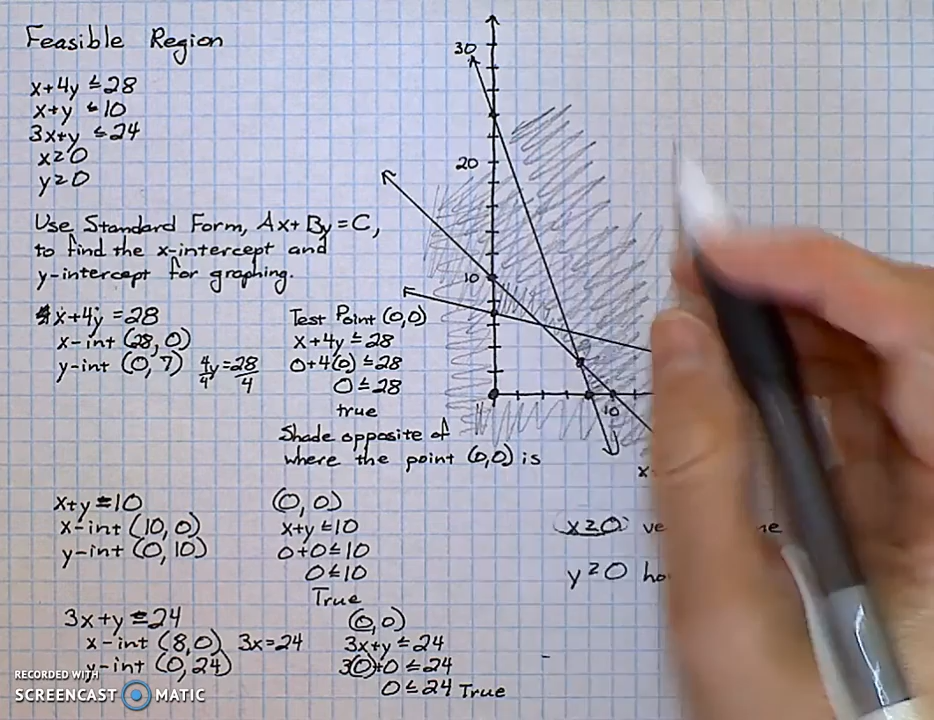 Feasible Region
x+4y ≤ 28
x+y ≤ 10
3x+y ≤ 24
x≥0
y≥0
Use Standard Form, Ax+By=C,
to find the x-intercept and
y-intercept for graphing.
x+4y = 28
x-int (28, 0)
y-int (0, 7) 4y/4 = 28/4
Test Point (0,0)
x+4y ≤ 28
0+4(0) ≤ 28
0 ≤ 28
true
Shade opposite of
where the point (0,0) is
x+y = 10
x-int (10, 0)
y-int (0, 10)
(0, 0)
x+y ≤ 10
0+0 ≤ 10
0 ≤ 10
True
3x+y = 24
x-int (8,0) 3x=24
y-int (0, 24)
(0,0)
3x+y ≤ 24
3(0)+0 ≤ 24
0 ≤ 24 True
30
20
10
10
x
x≥0
y≥0
RECORDED WITH
SCREENCAST MATIC